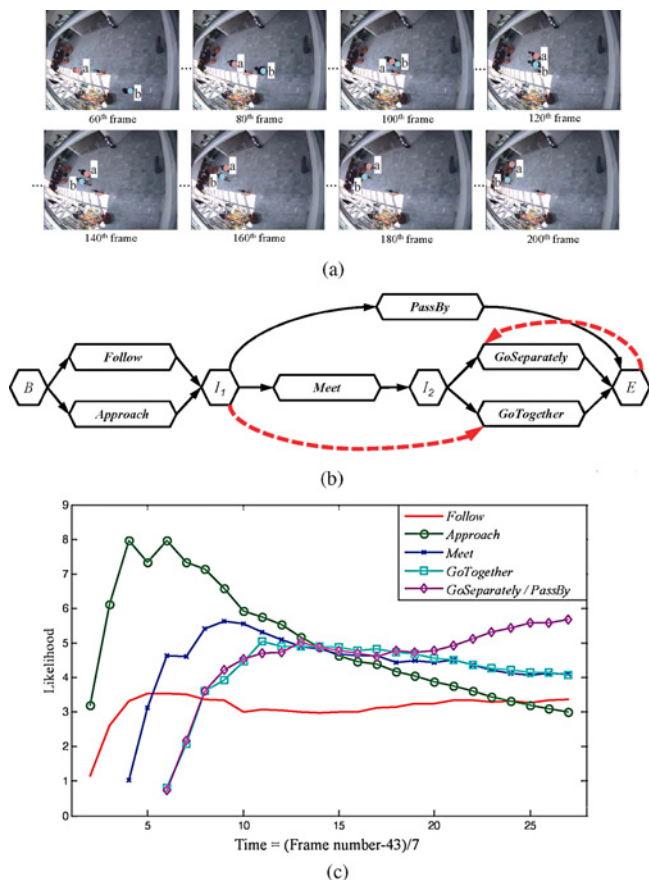 a
b
a
b
a
b
a
b
60th frame
80th frame
100th frame
120th frame
a
b
a
b
a
b
a
b
140th frame
160th frame
180th frame
200th frame
(a)
PassBy
Follow
GoSeparately
B
I1
Meet
I2
E
Approach
GoTogether
(b)
9
8
7
6
5
4
3
2
1
0
Likelihood
Follow
Approach
Meet
GoTogether
GoSeparately / PassBy
5
10
15
20
25
Time = (Frame number-43)/7
(c)